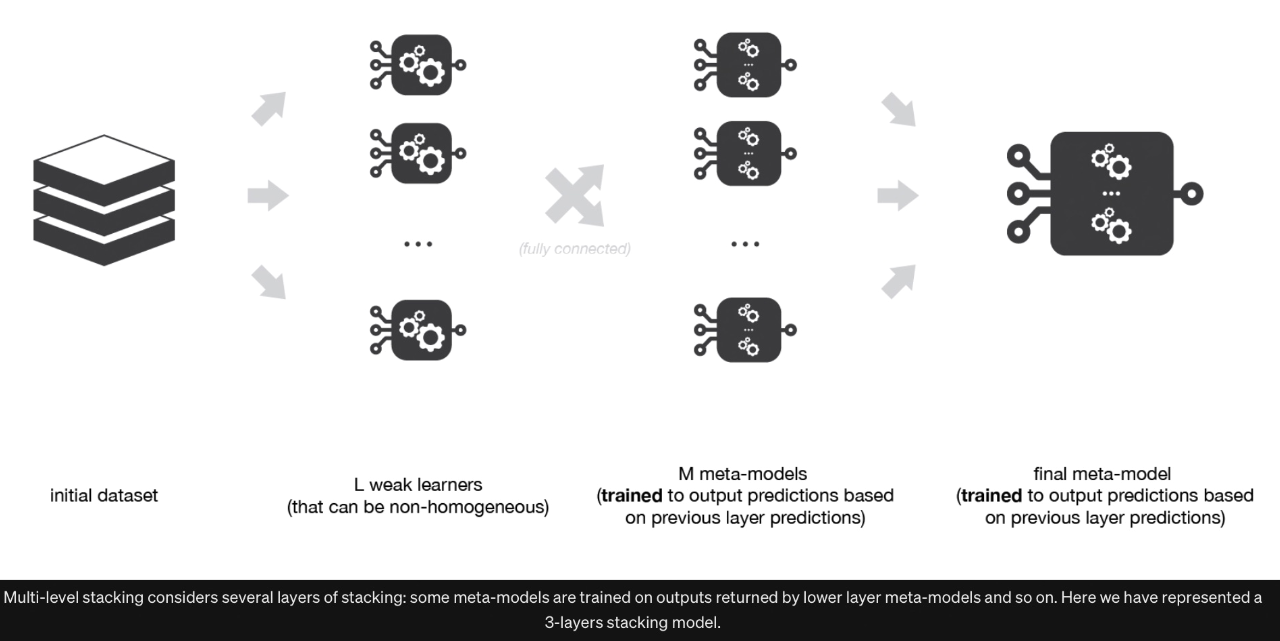 (fully connected)
initial dataset
L weak learners
(that can be non-homogeneous)
M meta-models
(trained to output predictions based
on previous layer predictions)
final meta-model
(trained to output predictions based
on previous layer predictions)
Multi-level stacking considers several layers of stacking: some meta-models are trained on outputs returned by lower layer meta-models and so on. Here we have represented a
3-layers stacking model.